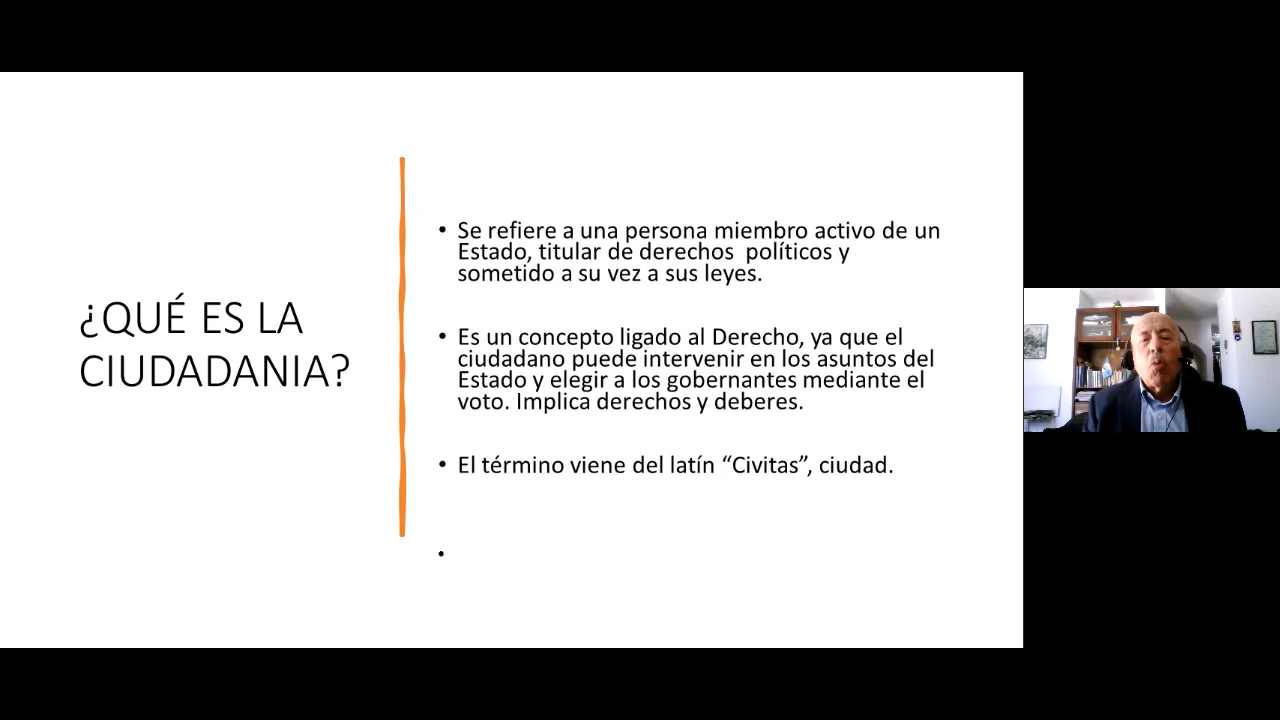 ¿QUÉ ES LA
CIUDADANIA?
• Se refiere a una persona miembro activo de un
Estado, titular de derechos políticos y
sometido a su vez a sus leyes.
• Es un concepto ligado al Derecho, ya que el
ciudadano puede intervenir en los asuntos del
Estado y elegir a los gobernantes mediante el
voto. Implica derechos y deberes.
• El término viene del latín “Civitas”, ciudad.
•